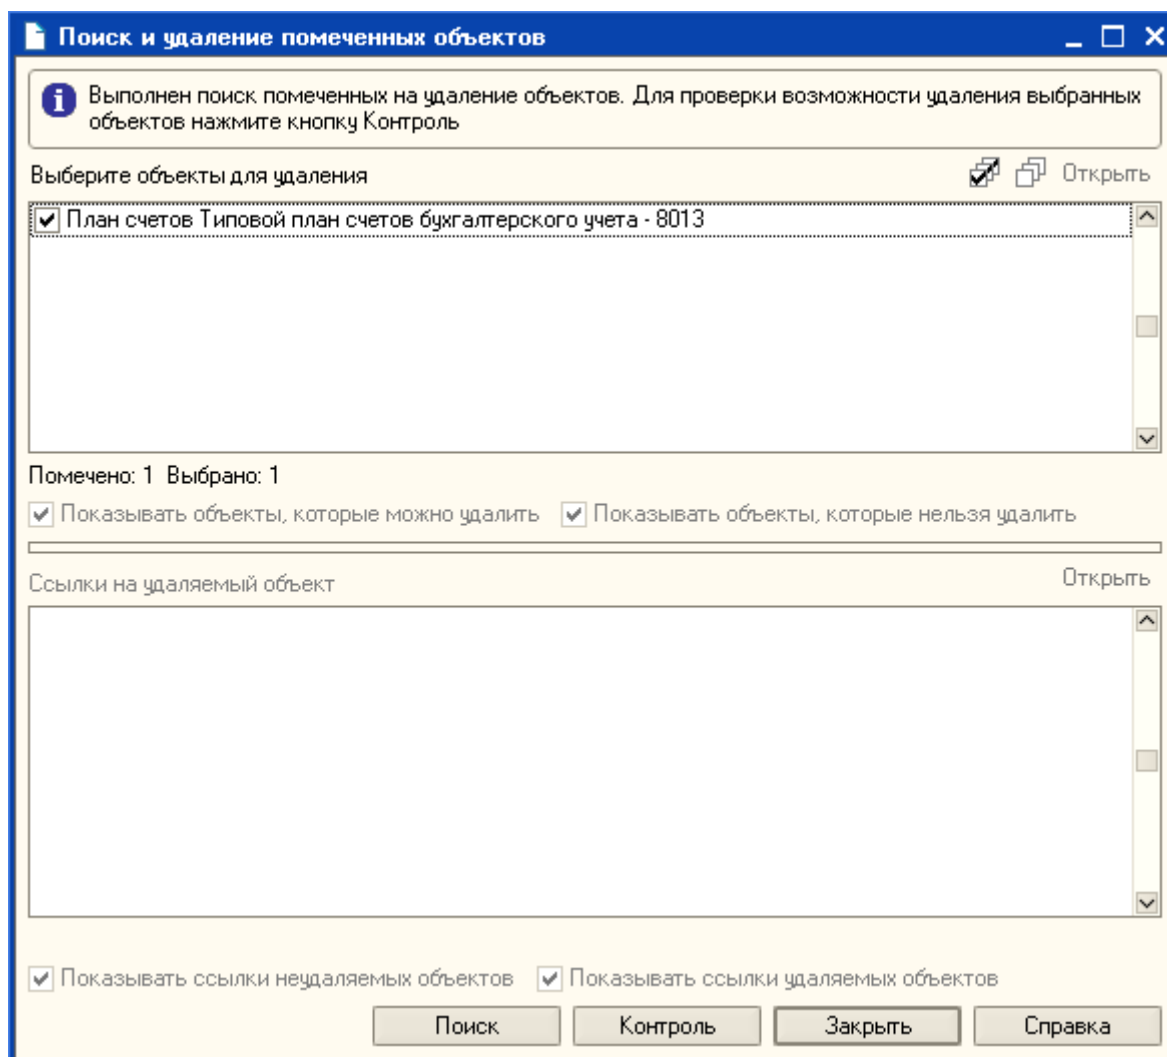 Поиск и удаление помеченных объектов
Выполнен поиск помеченных на удаление объектов. Для проверки возможности удаления выбранных
объектов нажмите кнопку Контроль
Выберите объекты для удаления Открыть
План счетов Типовой план счетов бухгалтерского учета - 8013
Помечено: 1 Выбрано: 1
Показывать объекты, которые можно удалить Показывать объекты, которые нельзя удалить
Ссылки на удаляемый объект Открыть
Показывать ссылки неудаляемых объектов Показывать ссылки удаляемых объектов
Поиск Контроль Закрыть Справка